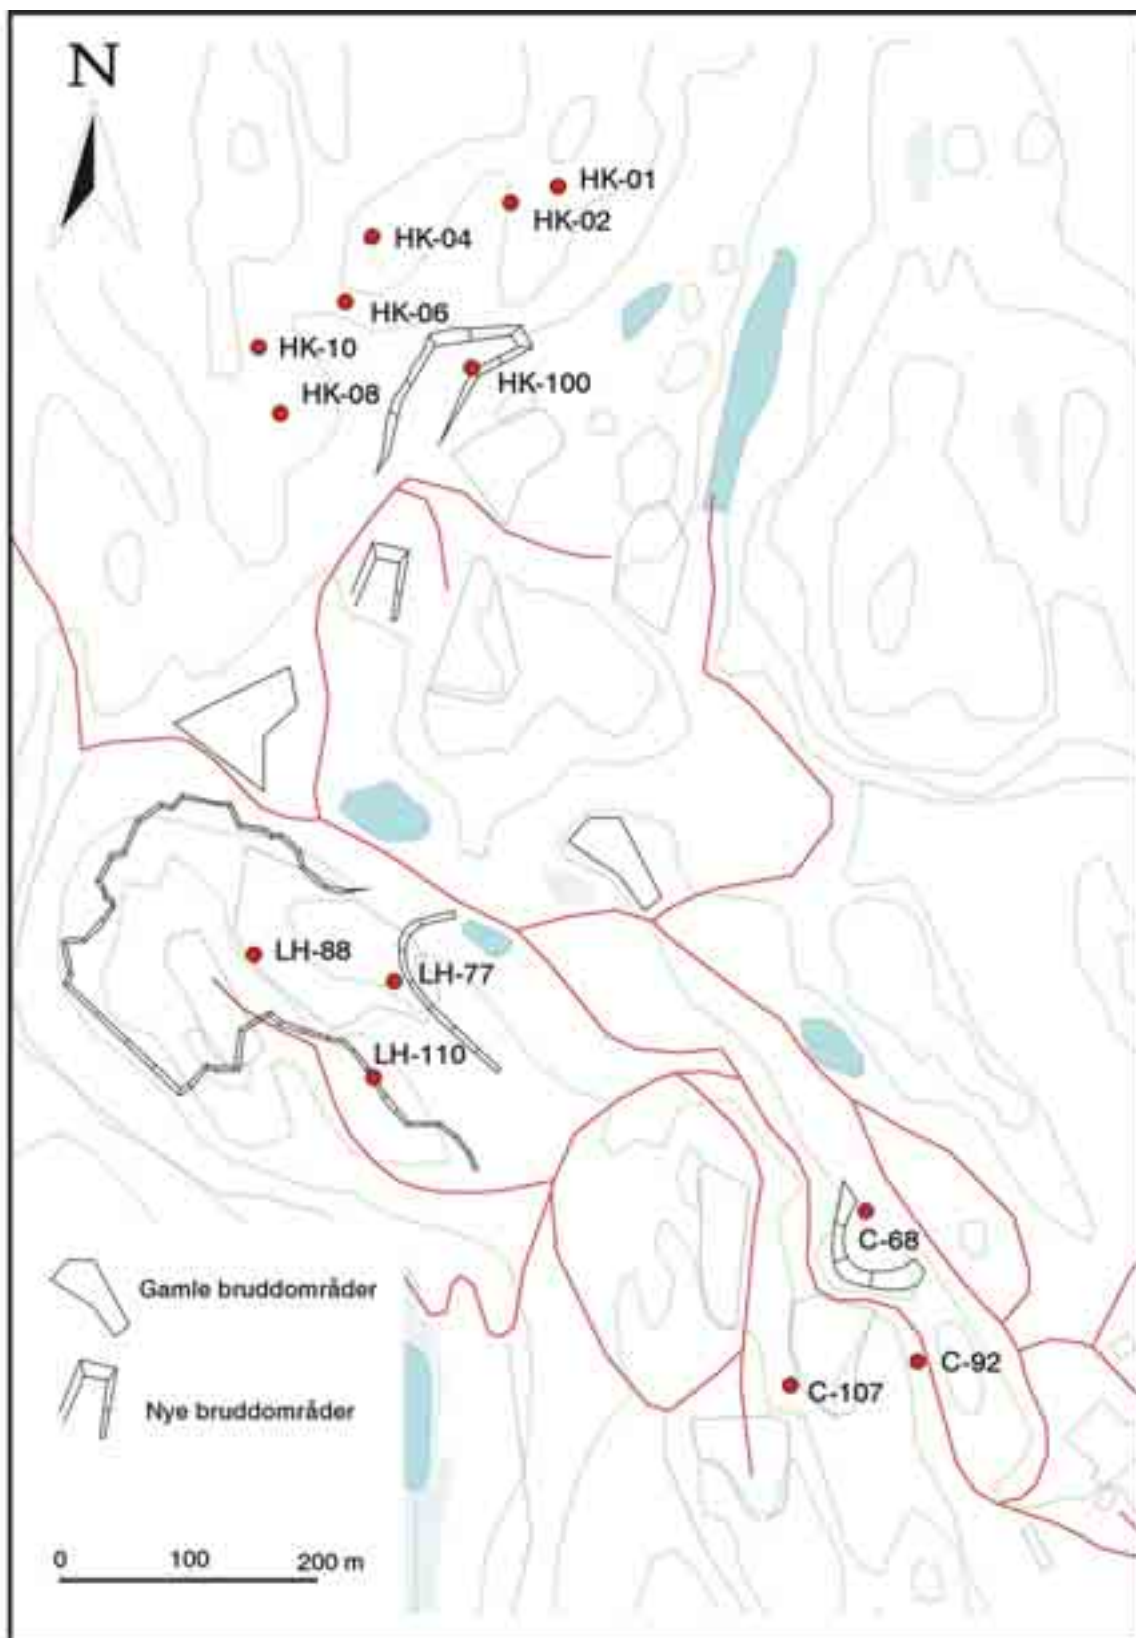 N
HK-01
HK-02
HK-04
HK-06
HK-10
HK-100
HK-08
LH-88
LH-77
LH-110
C-68
Gamle bruddområder
C-92
C-107
Nye bruddområder
0 100 200 m